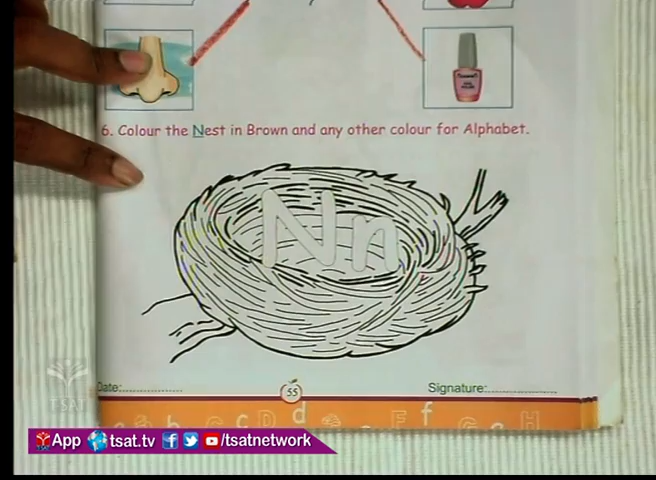 6. Colour the Nest in Brown and any other colour for Alphabet.
Nn
Date:
55
Signature:
TSAT
App tsat.tv /tsatnetwork